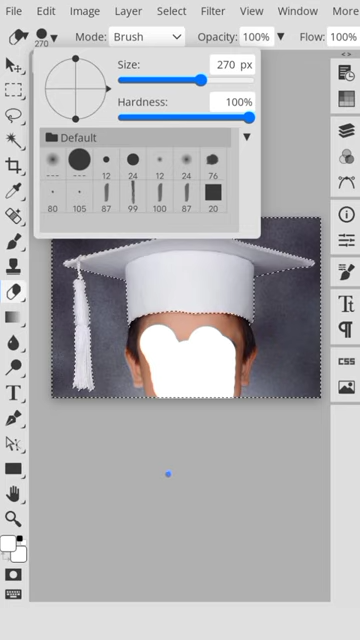 File Edit Image Layer Select Filter View Window More
270 Mode: Brush Opacity: 100% Flow: 100%
Size: 270 px
Hardness: 100%
Default
--- --- 12 24 12 24 76
80 105 87 99 100 87 20
< >
T
Tt
¶
CSS